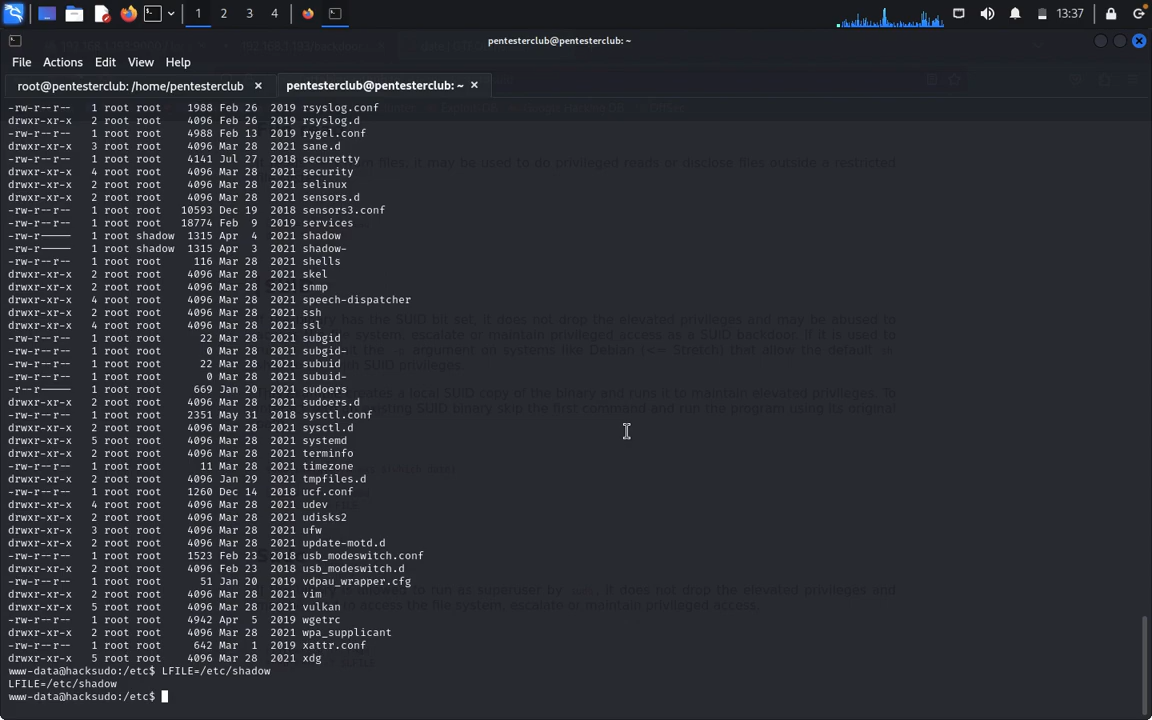 1 2 3 4 13:37
pentesterclub@pentesterclub: ~
File Actions Edit View Help
root@pentesterclub: /home/pentesterclub × pentesterclub@pentesterclub: ~ ×
-rw-r--r-- 1 root root 1988 Feb 26 2019 rsyslog.conf
drwxr-xr-x 2 root root 4096 Feb 26 2019 rsyslog.d
-rw-r--r-- 1 root root 4988 Feb 13 2019 rygel.conf
drwxr-xr-x 3 root root 4096 Mar 28 2021 sane.d
-rw-r--r-- 1 root root 4141 Jul 27 2018 securetty
drwxr-xr-x 4 root root 4096 Mar 28 2021 security
drwxr-xr-x 2 root root 4096 Mar 28 2021 selinux
drwxr-xr-x 2 root root 4096 Mar 28 2021 sensors.d
-rw-r--r-- 1 root root 10593 Dec 19 2018 sensors3.conf
-rw-r--r-- 1 root root 18774 Feb 9 2019 services
-rw-r----- 1 root shadow 1315 Apr 4 2021 shadow
-rw-r----- 1 root shadow 1315 Apr 3 2021 shadow-
-rw-r--r-- 1 root root 116 Mar 28 2021 shells
drwxr-xr-x 2 root root 4096 Mar 28 2021 skel
drwxr-xr-x 2 root root 4096 Mar 28 2021 snmp
drwxr-xr-x 4 root root 4096 Mar 28 2021 speech-dispatcher
drwxr-xr-x 2 root root 4096 Mar 28 2021 ssh
drwxr-xr-x 4 root root 4096 Mar 28 2021 ssl
-rw-r--r-- 1 root root 22 Mar 28 2021 subgid
-rw-r--r-- 1 root root 0 Mar 28 2021 subgid-
-rw-r--r-- 1 root root 22 Mar 28 2021 subuid
-rw-r--r-- 1 root root 0 Mar 28 2021 subuid-
-r--r----- 1 root root 669 Jan 20 2021 sudoers
drwxr-xr-x 2 root root 4096 Mar 28 2021 sudoers.d
-rw-r--r-- 1 root root 2351 May 31 2018 sysctl.conf
drwxr-xr-x 2 root root 4096 Mar 28 2021 sysctl.d
drwxr-xr-x 5 root root 4096 Mar 28 2021 systemd
drwxr-xr-x 2 root root 4096 Mar 28 2021 terminfo
-rw-r--r-- 1 root root 11 Mar 28 2021 timezone
drwxr-xr-x 2 root root 4096 Jan 29 2021 tmpfiles.d
-rw-r--r-- 1 root root 1260 Dec 14 2018 ucf.conf
drwxr-xr-x 4 root root 4096 Mar 28 2021 udev
drwxr-xr-x 2 root root 4096 Mar 28 2021 udisks2
drwxr-xr-x 3 root root 4096 Mar 28 2021 ufw
drwxr-xr-x 2 root root 4096 Mar 28 2021 update-motd.d
-rw-r--r-- 1 root root 1523 Feb 23 2018 usb_modeswitch.conf
drwxr-xr-x 2 root root 4096 Feb 23 2018 usb_modeswitch.d
-rw-r--r-- 1 root root 51 Jan 20 2019 vdpau_wrapper.cfg
drwxr-xr-x 2 root root 4096 Mar 28 2021 vim
drwxr-xr-x 5 root root 4096 Mar 28 2021 vulkan
-rw-r--r-- 1 root root 4942 Apr 5 2019 wgetrc
drwxr-xr-x 2 root root 4096 Mar 28 2021 wpa_supplicant
-rw-r--r-- 1 root root 642 Mar 1 2019 xattr.conf
drwxr-xr-x 5 root root 4096 Mar 28 2021 xdg
www-data@hacksudo:/etc$ LFILE=/etc/shadow
LFILE=/etc/shadow
www-data@hacksudo:/etc$